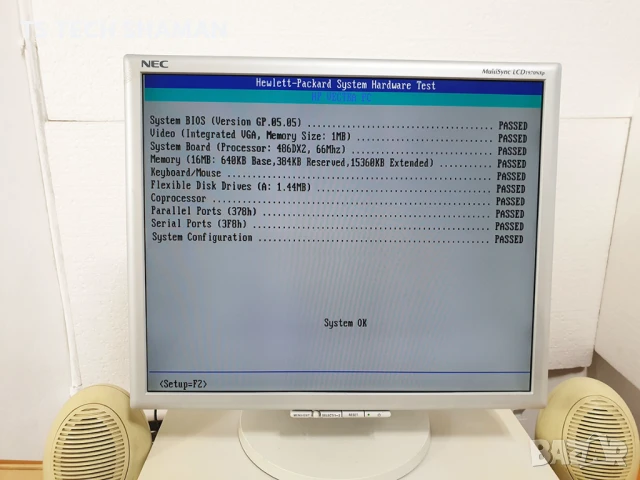 NEC
MultiSync LCD
Hewlett-Packard System Hardware Test
System BIOS (Version GP.05.05) ............ PASSED
Video (Integrated VGA, Memory Size: 1MB) ............ PASSED
System Board (Processor: 486DX2, 66Mhz) ............ PASSED
Memory (16MB: 640KB Base,384KB Reserved,15360KB Extended) ............ PASSED
Keyboard/Mouse ............ PASSED
Flexible Disk Drives (A: 1.44MB) ............ PASSED
Coprocessor ............ PASSED
Parallel Ports (378h) ............ PASSED
Serial Ports (3F8h) ............ PASSED
System Configuration ............ PASSED
System OK
<Setup=F2>
BAZAR